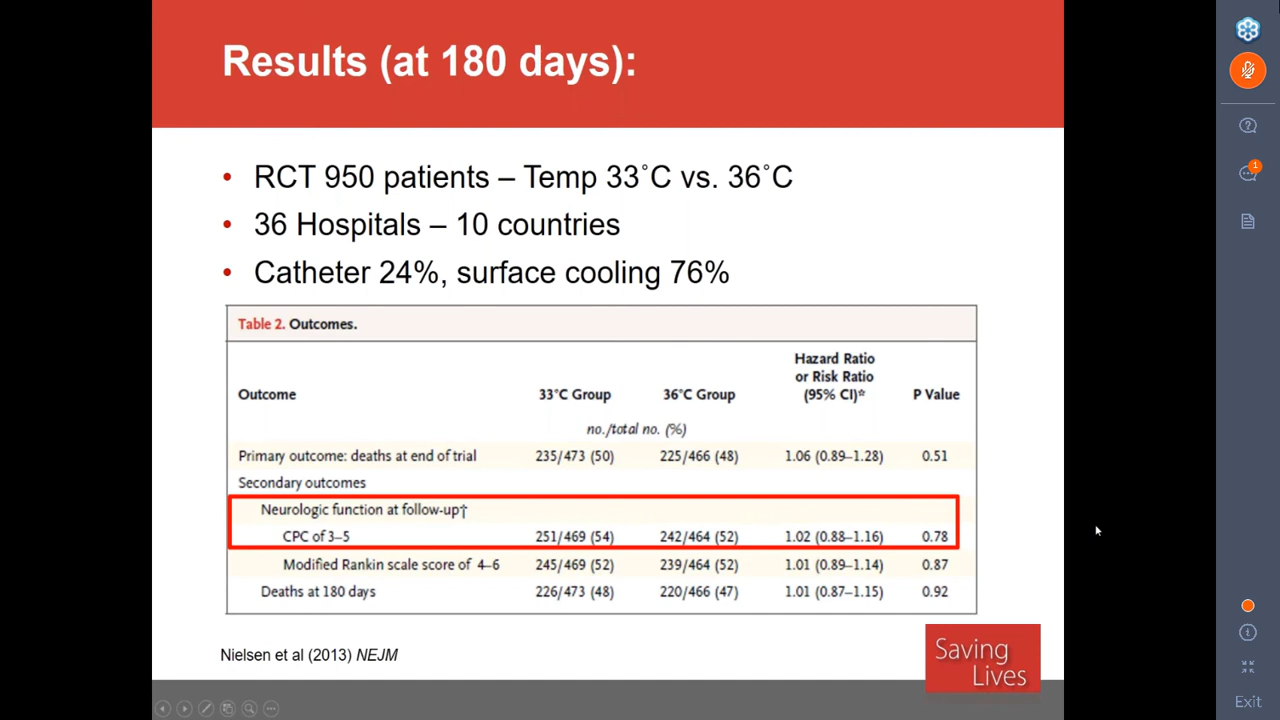 Results (at 180 days):
• RCT 950 patients – Temp 33˚C vs. 36˚C
• 36 Hospitals – 10 countries
• Catheter 24%, surface cooling 76%
Table 2. Outcomes.
Outcome 33°C Group 36°C Group Hazard Ratio or Risk Ratio (95% CI)* P Value
no./total no. (%)
Primary outcome: deaths at end of trial 235/473 (50) 225/466 (48) 1.06 (0.89–1.28) 0.51
Secondary outcomes
Neurologic function at follow-up†
CPC of 3–5 251/469 (54) 242/464 (52) 1.02 (0.88–1.16) 0.78
Modified Rankin scale score of 4–6 245/469 (52) 239/464 (52) 1.01 (0.89–1.14) 0.87
Deaths at 180 days 226/473 (48) 220/466 (47) 1.01 (0.87–1.15) 0.92
Nielsen et al (2013) NEJM
Saving
Lives
1
Exit